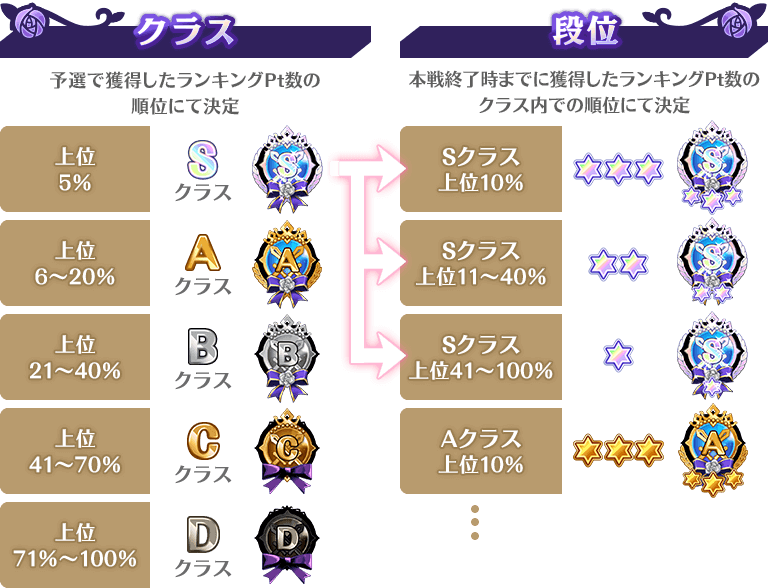 クラス
予選で獲得したランキングPt数の
順位にて決定
上位
5%
S
クラス
S
上位
6〜20%
A
クラス
A
上位
21〜40%
B
クラス
B
上位
41〜70%
C
クラス
C
上位
71%〜100%
D
クラス
D
段位
本戦終了時までに獲得したランキングPt数の
クラス内での順位にて決定
Sクラス
上位10%
S
Sクラス
上位11〜40%
S
Sクラス
上位41〜100%
S
Aクラス
上位10%
A